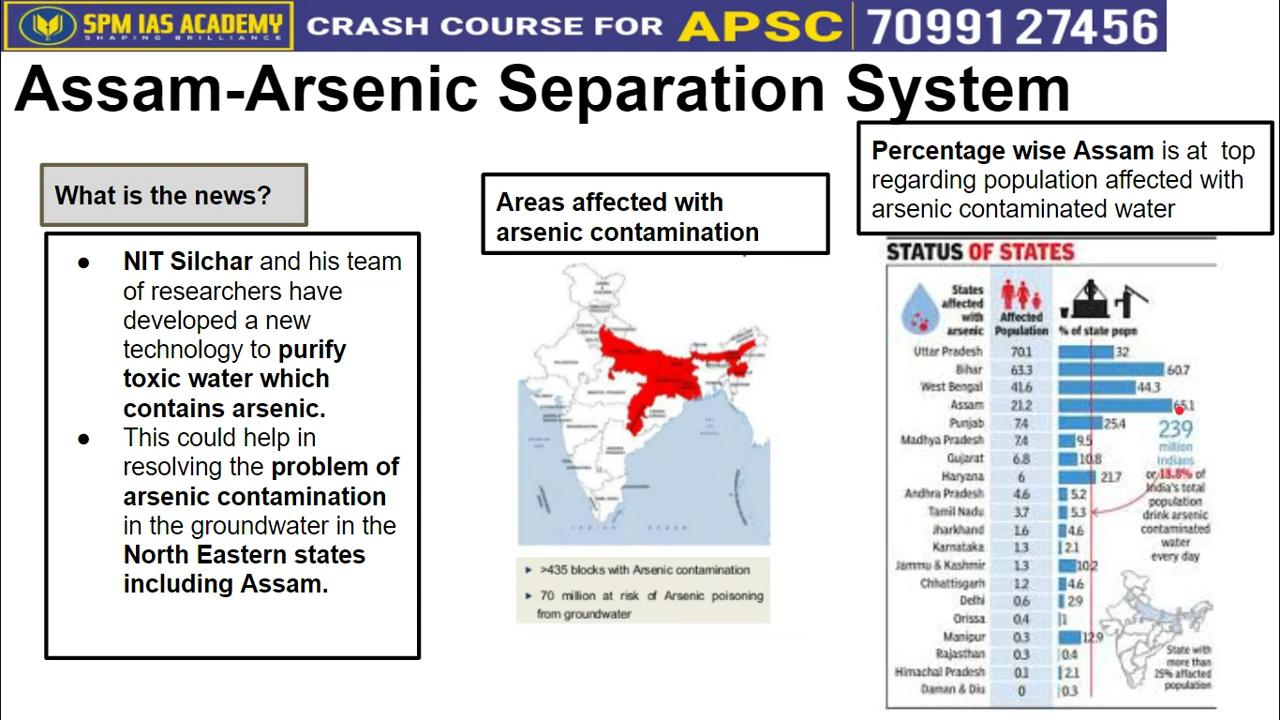 SPM IAS ACADEMY
SHAPING BRILLIANCE
CRASH COURSE FOR APSC 7099127456
Assam-Arsenic Separation System
What is the news?
● NIT Silchar and his team
of researchers have
developed a new
technology to purify
toxic water which
contains arsenic.
● This could help in
resolving the problem of
arsenic contamination
in the groundwater in the
North Eastern states
including Assam.
Areas affected with
arsenic contamination
>435 blocks with Arsenic contamination
70 million at risk of Arsenic poisoning
from groundwater
Percentage wise Assam is at top
regarding population affected with
arsenic contaminated water
STATUS OF STATES
States
affected
with
arsenic
Affected
Population
% of state popn
Uttar Pradesh 70.1 32
Bihar 63.3 60.7
West Bengal 41.6 44.3
Assam 21.2 65.1
Punjab 7.4 25.4
Madhya Pradesh 7.4 9.5
Gujarat 6.8 10.8
Haryana 6 21.7
Andhra Pradesh 4.6 5.2
Tamil Nadu 3.7 5.3
Jharkhand 1.6 4.6
Karnataka 1.3 2.1
Jammu & Kashmir 1.3 10.2
Chhattisgarh 1.2 4.6
Delhi 0.6 2.9
Orissa 0.4 1
Manipur 0.3 12.9
Rajasthan 0.3 0.4
Himachal Pradesh 0.1 2.1
Daman & Diu 0 0.3
239
million
Indians
or 18.8% of
India's total
population
drink arsenic
contaminated
water
every day
State with
more than
25% affected
population